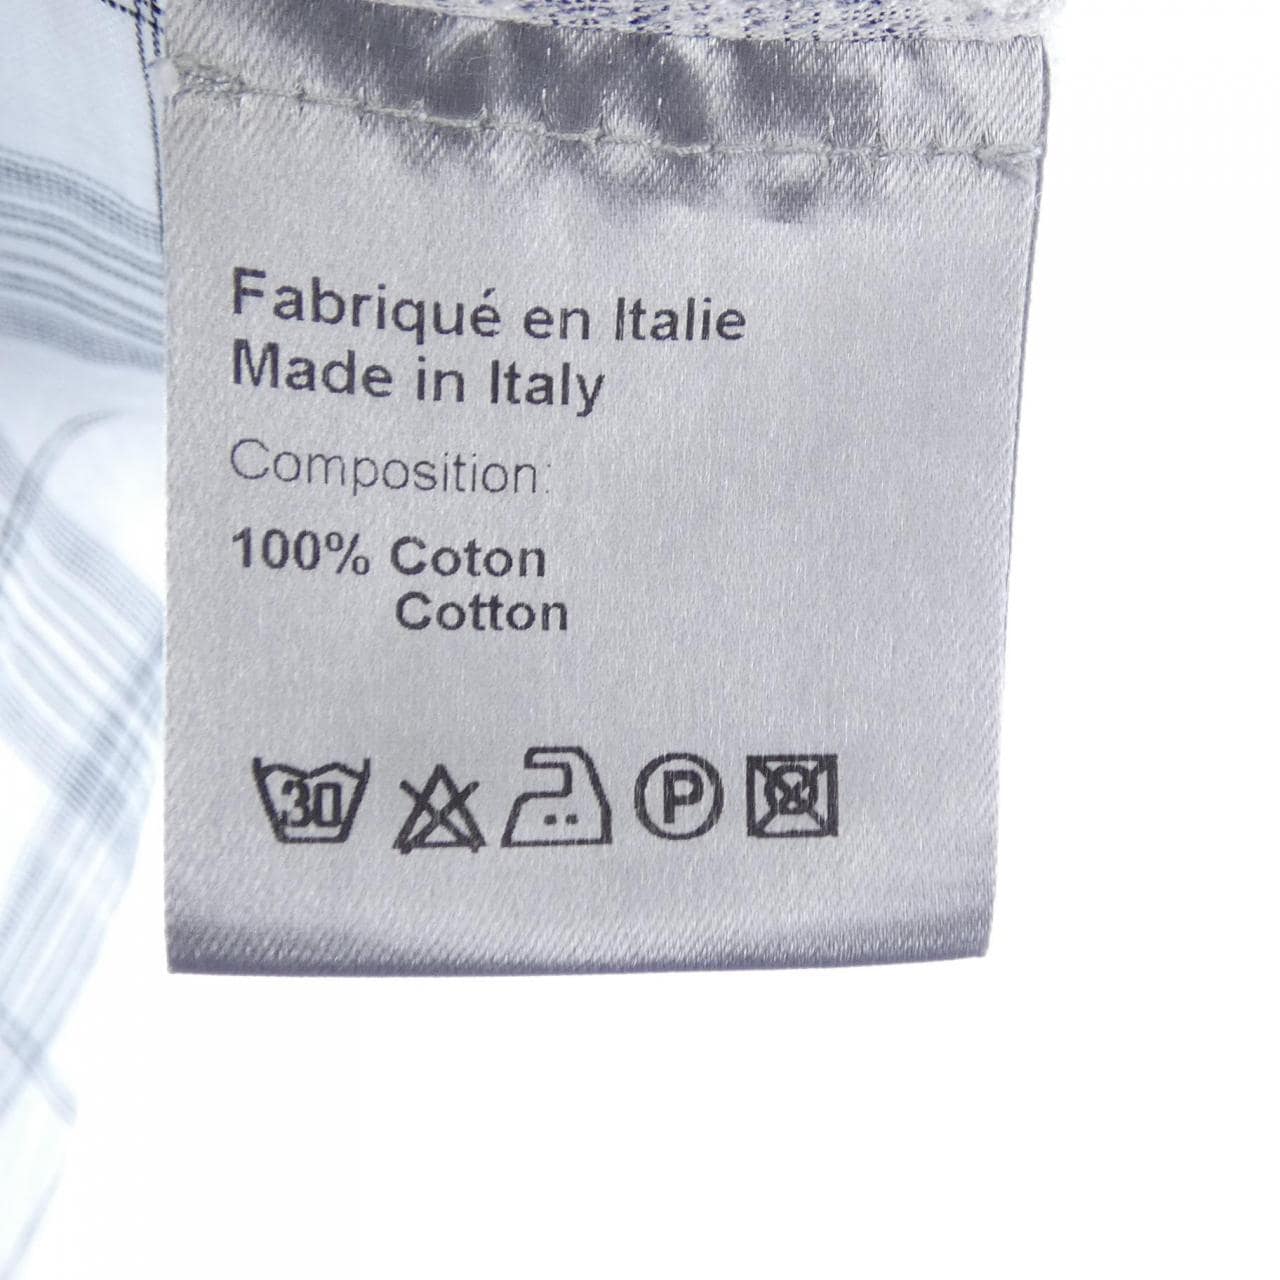 Fabriqué en Italie
Made in Italy
Composition:
100% Coton
Cotton
30 P